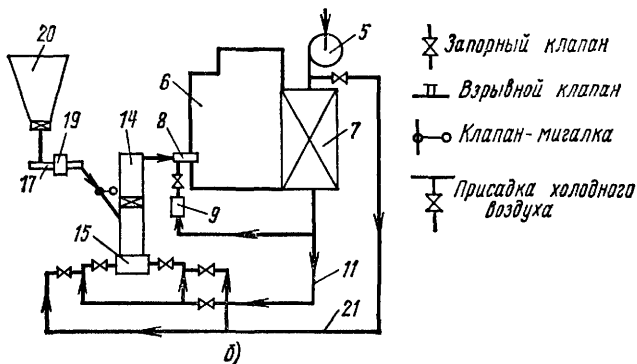 20
5
Запорный клапан
6
Взрывной клапан
19
14
8
7
Клапан-мигалка
17
9
Присадка холодного
воздуха
15
11
21
б)